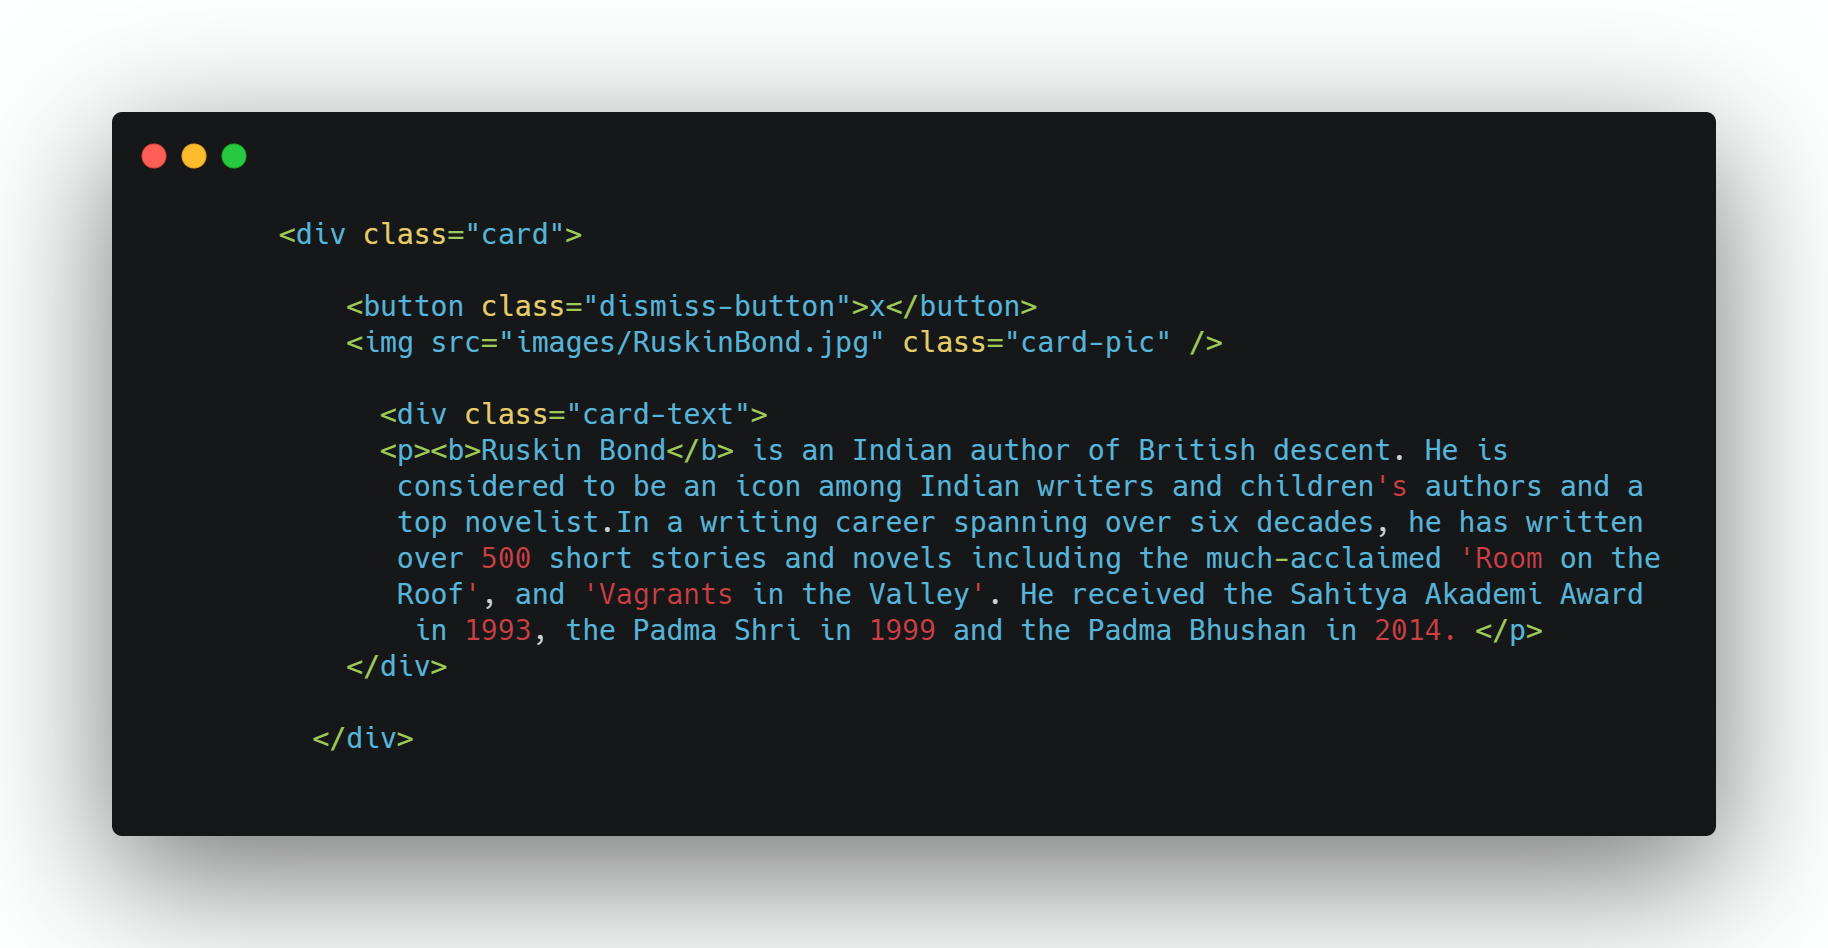 <div class="card">
<button class="dismiss-button">x</button>
<img src="images/RuskinBond.jpg" class="card-pic" />
<div class="card-text">
<p><b>Ruskin Bond</b> is an Indian author of British descent. He is
considered to be an icon among Indian writers and children's authors and a
top novelist.In a writing career spanning over six decades, he has written
over 500 short stories and novels including the much-acclaimed 'Room on the
Roof', and 'Vagrants in the Valley'. He received the Sahitya Akademi Award
in 1993, the Padma Shri in 1999 and the Padma Bhushan in 2014. </p>
</div>
</div>